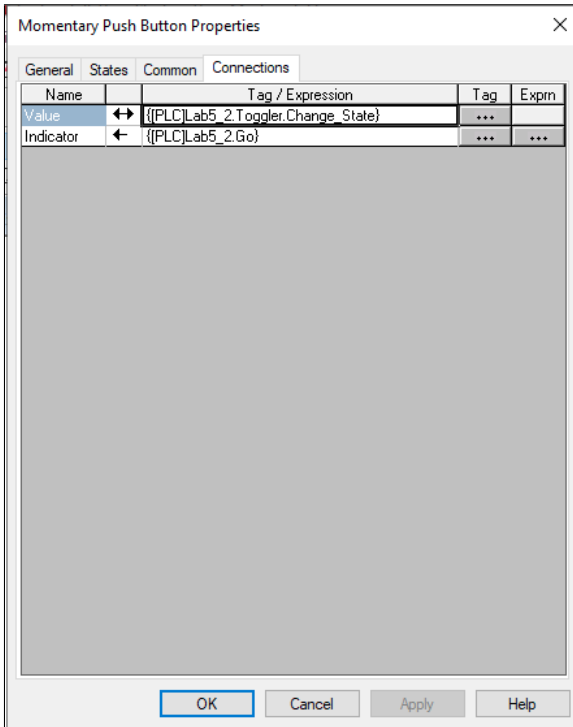 Momentary Push Button Properties
General States Common Connections
Name Tag / Expression Tag Exprn
Value ↔ {[PLC]Lab5_2.Toggler.Change_State} ...
Indicator ← {[PLC]Lab5_2.Go} ... ...
OK Cancel Apply Help